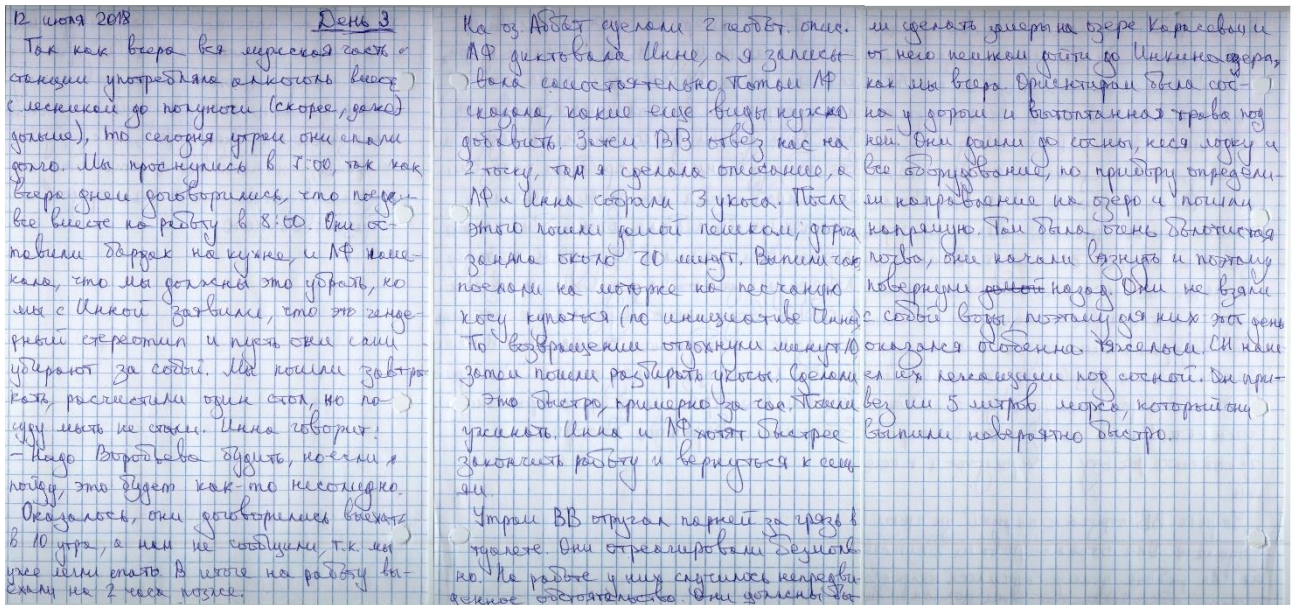 12 июля 2018 День 3
Так как вчера вся мужская часть
станции употребляла алкоголь вместе
с лесником до полуночи (скорее, даже
дольше), то сегодня утром они спали
долго. Мы проснулись в 7:00, так как
вчера днем договорились, что поедем
все вместе на работу в 8:00. Они ос-
тавили бардак на кухне, и ЛФ наме-
кала, что мы должны это убрать, но
мы с Инной заявили, что это генде-
рный стереотип и пусть они сами
убирают за собой. Мы пошли завтра-
кать, расчистили один стол, но по-
суду мыть не стали. Инна говорит:
- Надо Воробьева будить, но если я
пойду, это будет как-то несолидно.
Оказалось, они договорились выехать
в 10 утра, а нам не сообщили, т.к. мы
уже легли спать. В итоге на работу вы-
ехали на 2 часа позже.
На оз. Аббат сделали 2 геобот. опис.
ЛФ диктовала Инне, а я записы-
вала самостоятельно. Потом ЛФ
сказала, какие еще виды нужно
добавить. Затем ВВ отвез нас на
2 точку, там я сделала описание, а
ЛФ и Инна собрали 3 укоса. После
этого пошли домой пешком, дорога
заняла около 20 минут. Выпили чай,
поехали на моторке на песчаную
косу купаться (по инициативе Инны)
По возвращении отдохнули минут 10
затем пошли разбирать укосы. Сделали
это быстро, примерно за час. Пошли
ужинать. Инна и ЛФ хотят быстрее
закончить работу и вернуться к семь-
ям.
Утром ВВ отругал парней за грязь в
туалете. Они отреагировали безмолв-
но. На работе у них случилось непредви-
денное обстоятельство. Они должны бы-
ли сделать замеры на озере Карасевом и
от него пешком дойти до Инкина озера,
как мы вчера. Ориентиром была сос-
на у дороги и вытоптанная трава под
ней. Они дошли до сосны, неся лодку и
все оборудование, по прибору определи-
ли направление на озеро и пошли
напрямую. Там была очень болотистая
почва, они начали вязнуть и поэтому
повернули домой назад. Они не взяли
с собой воды, поэтому для них этот день
оказался особенно тяжелым. СН наш-
ел их лежащими под сосной. Он при-
вез им 5 литров морса, который они
выпили невероятно быстро.